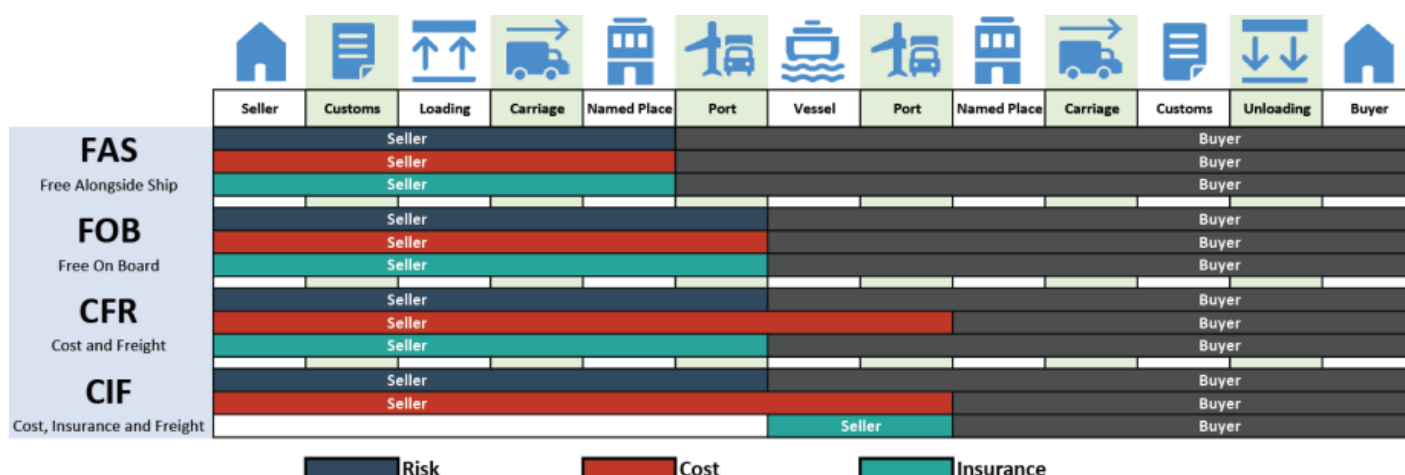 Seller Customs Loading Carriage Named Place Port Vessel Port Named Place Carriage Customs Unloading Buyer
FAS
Free Alongside Ship
Seller Buyer
Seller Buyer
Seller Buyer
FOB
Free On Board
Seller Buyer
Seller Buyer
Seller Buyer
CFR
Cost and Freight
Seller Buyer
Seller Buyer
Seller Buyer
CIF
Cost, Insurance and Freight
Seller Buyer
Seller Buyer
Seller Buyer
Risk Cost Insurance